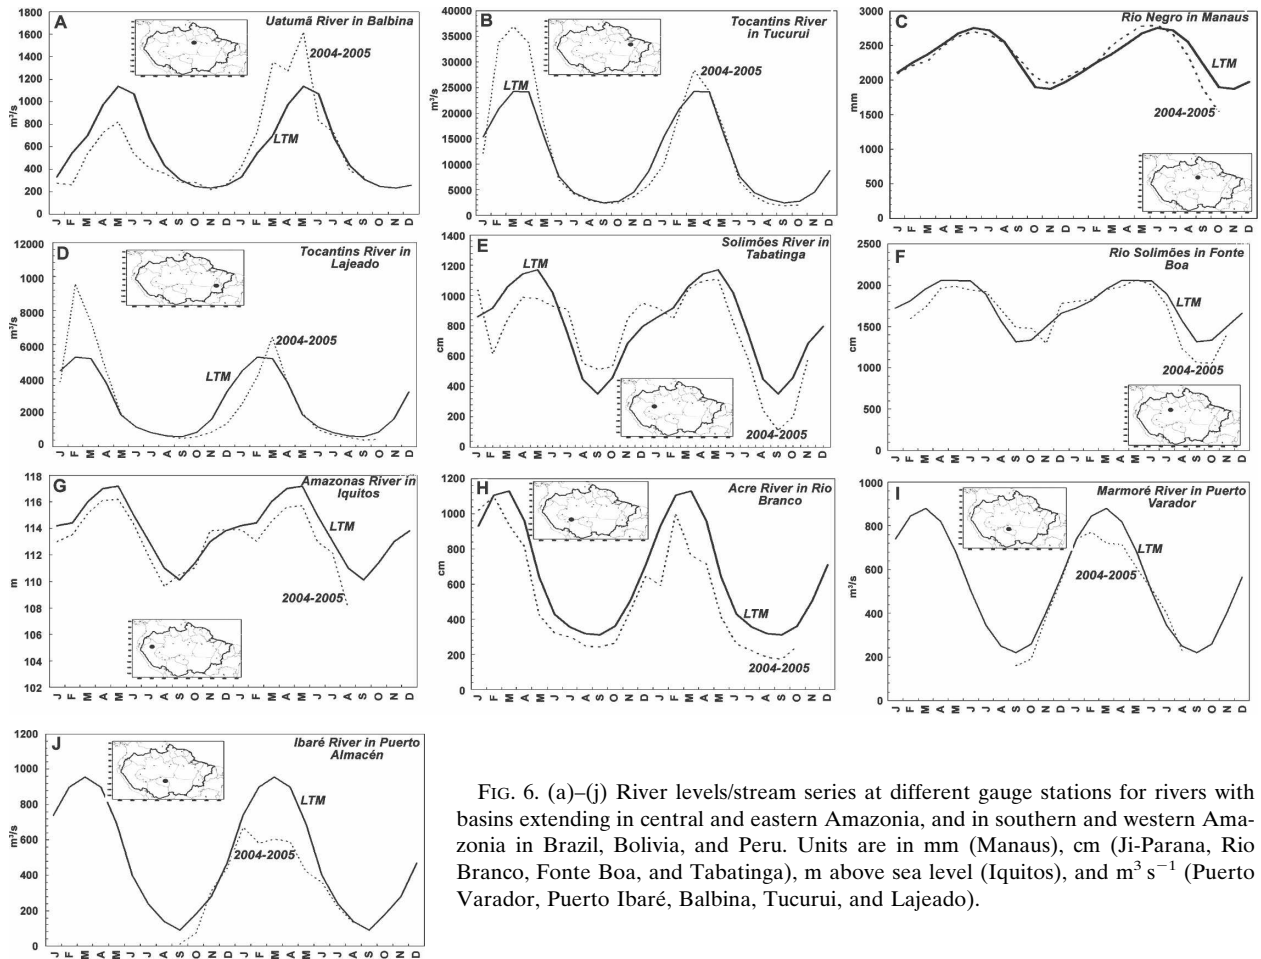 A
Uatumã River in Balbina
1800
1600
1400
1200
1000
800
600
400
200
0
m³/s
2004-2005
LTM
J F M A M J J A S O N D J F M A M J J A S O N D
B
Tocantins River
in Tucurui
40000
35000
30000
25000
20000
15000
10000
5000
0
m³/s
LTM
2004-2005
J F M A M J J A S O N D J F M A M J J A S O N D
C
Rio Negro in Manaus
3000
2500
2000
1500
1000
500
0
mm
LTM
2004-2005
J F M A M J J A S O N D J F M A M J J A S O N D
D
Tocantins River in
Lajeado
12000
10000
8000
6000
4000
2000
0
m³/s
2004-2005
LTM
J F M A M J J A S O N D J F M A M J J A S O N D
E
Solimões River in
Tabatinga
1400
1200
1000
800
600
400
200
0
cm
LTM
2004-2005
J F M A M J J A S O N D J F M A M J J A S O N D
F
Rio Solimões in Fonte
Boa
2500
2000
1500
1000
500
0
cm
LTM
2004-2005
J F M A M J J A S O N D J F M A M J J A S O N D
G
Amazonas River in
Iquitos
118
116
114
112
110
108
106
104
102
m
LTM
2004-2005
J F M A M J J A S O N D J F M A M J J A S O N D
H
Acre River in Rio
Branco
1200
1000
800
600
400
200
0
cm
LTM
2004-2005
J F M A M J J A S O N D J F M A M J J A S O N D
I
Marmoré River in Puerto
Varador
1000
800
600
400
200
0
m³/s
LTM
2004-2005
J F M A M J J A S O N D J F M A M J J A S O N D
J
Ibaré River in Puerto
Almacén
1200
1000
800
600
400
200
0
m³/s
LTM
2004-2005
J F M A M J J A S O N D J F M A M J J A S O N D
FIG. 6. (a)–(j) River levels/stream series at different gauge stations for rivers with
basins extending in central and eastern Amazonia, and in southern and western Ama-
zonia in Brazil, Bolivia, and Peru. Units are in mm (Manaus), cm (Ji-Parana, Rio
Branco, Fonte Boa, and Tabatinga), m above sea level (Iquitos), and m³ s⁻¹ (Puerto
Varador, Puerto Ibaré, Balbina, Tucurui, and Lajeado).